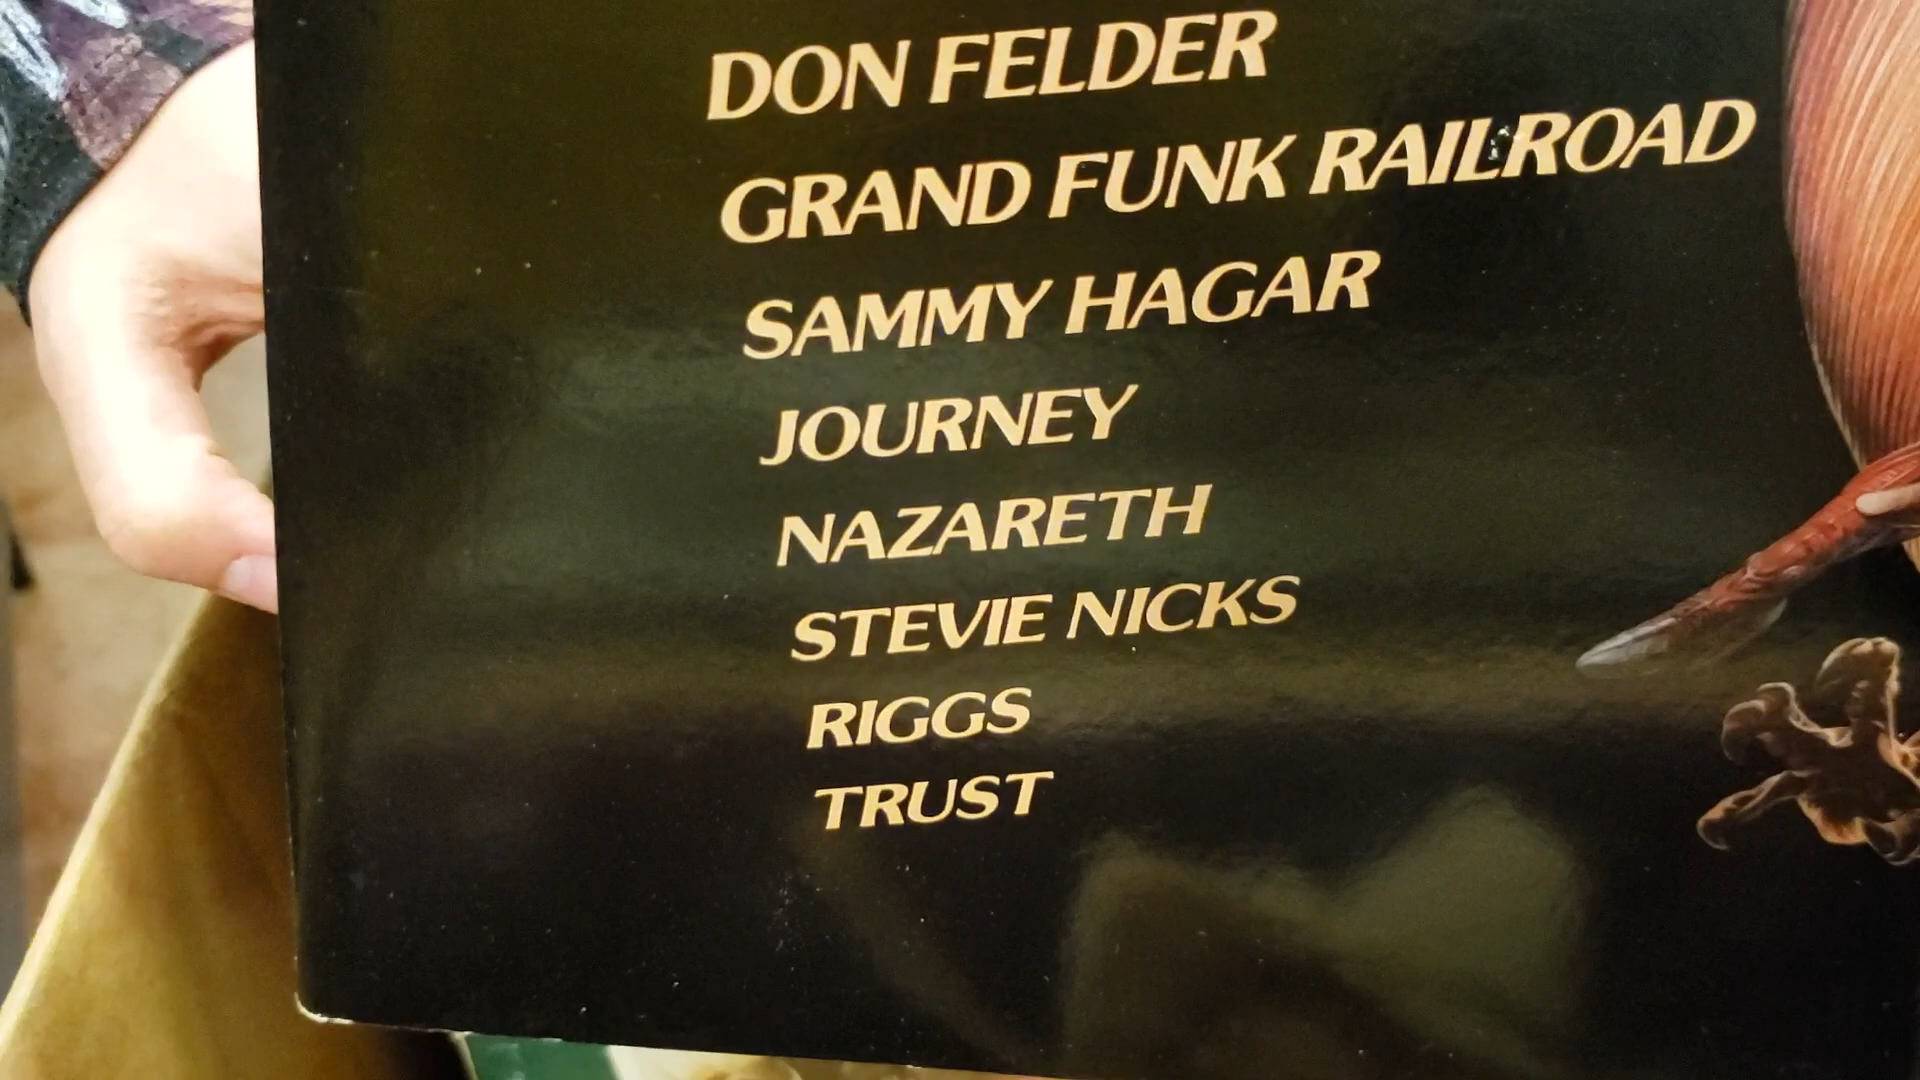 DON FELDER
GRAND FUNK RAILROAD
SAMMY HAGAR
JOURNEY
NAZARETH
STEVIE NICKS
RIGGS
TRUST